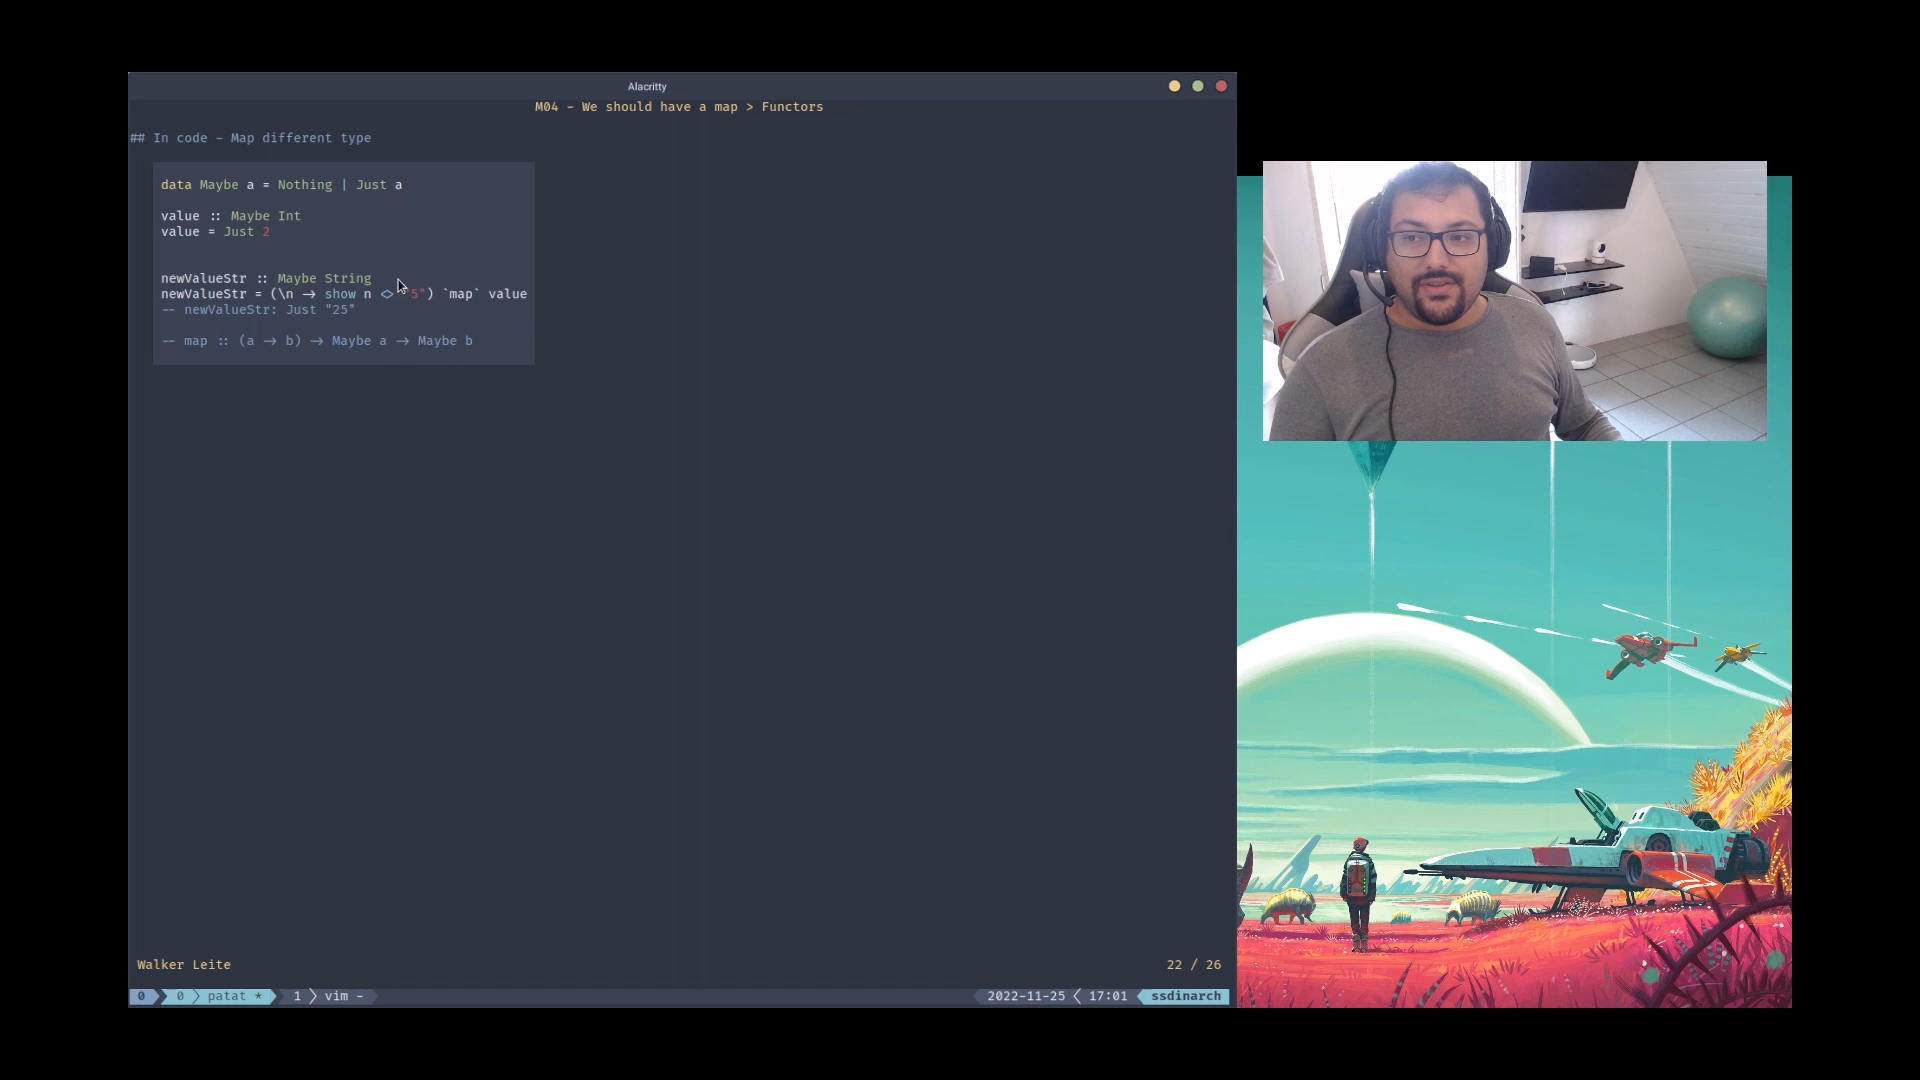 Alacritty
M04 - We should have a map > Functors
## In code - Map different type
data Maybe a = Nothing | Just a
value :: Maybe Int
value = Just 2
newValueStr :: Maybe String
newValueStr = (\n -> show n <> "5") `map` value
-- newValueStr: Just "25"
-- map :: (a -> b) -> Maybe a -> Maybe b
Walker Leite
22 / 26
0 0 patat * 1 vim - 2022-11-25 17:01 ssdinarch